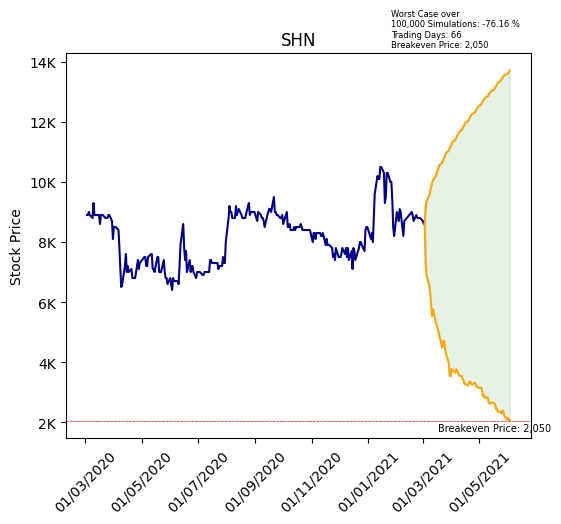 Worst Case over
100,000 Simulations: -76.16 %
Trading Days: 66
Breakeven Price: 2,050
SHN
Stock Price
14K
12K
10K
8K
6K
4K
2K
Breakeven Price: 2,050
01/03/2020
01/05/2020
01/07/2020
01/09/2020
01/11/2020
01/01/2021
01/03/2021
01/05/2021